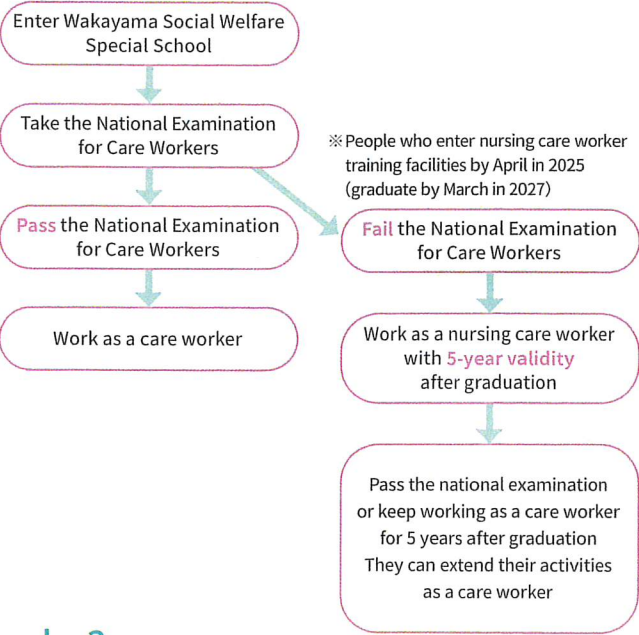 Enter Wakayama Social Welfare
Special School
Take the National Examination
for Care Workers
※People who enter nursing care worker
training facilities by April in 2025
(graduate by March in 2027)
Pass the National Examination
for Care Workers
Fail the National Examination
for Care Workers
Work as a care worker
Work as a nursing care worker
with 5-year validity
after graduation
Pass the national examination
or keep working as a care worker
for 5 years after graduation
They can extend their activities
as a care worker